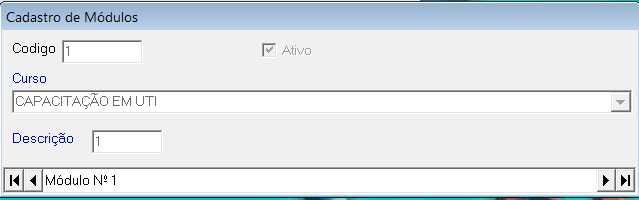 Cadastro de Módulos
Codigo 1 Ativo
Curso
CAPACITAÇÃO EM UTI
Descrição 1
Módulo Nº 1